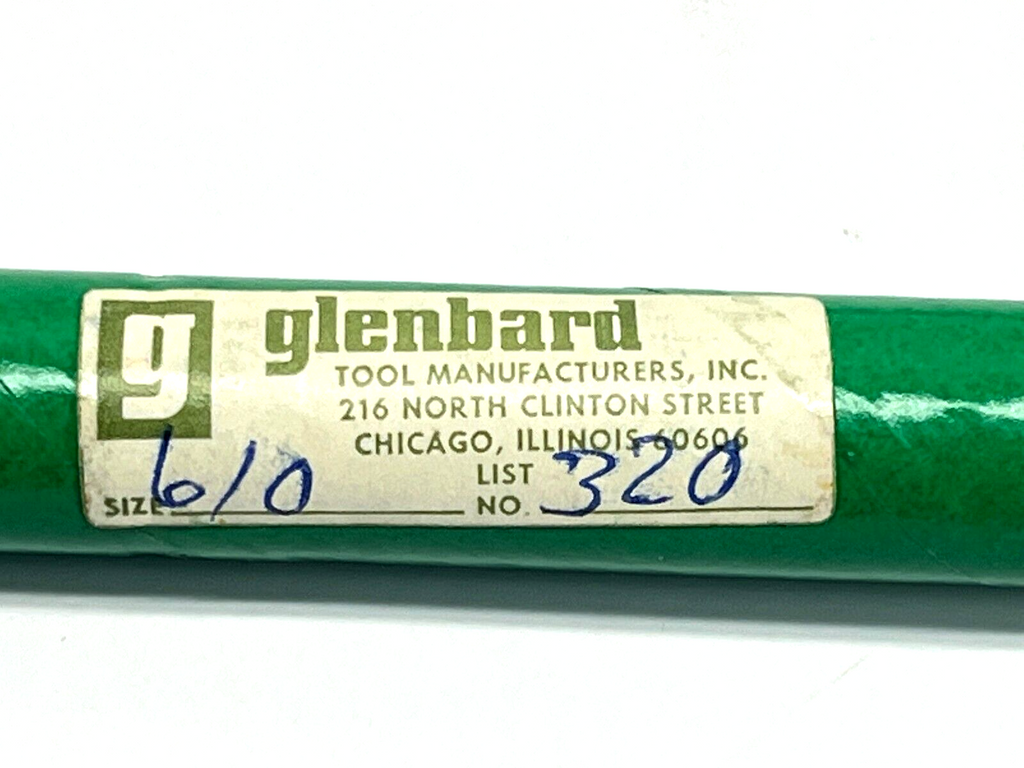 g glenbard
TOOL MANUFACTURERS, INC.
216 NORTH CLINTON STREET
CHICAGO, ILLINOIS 60606
SIZE 6/0 LIST NO. 320